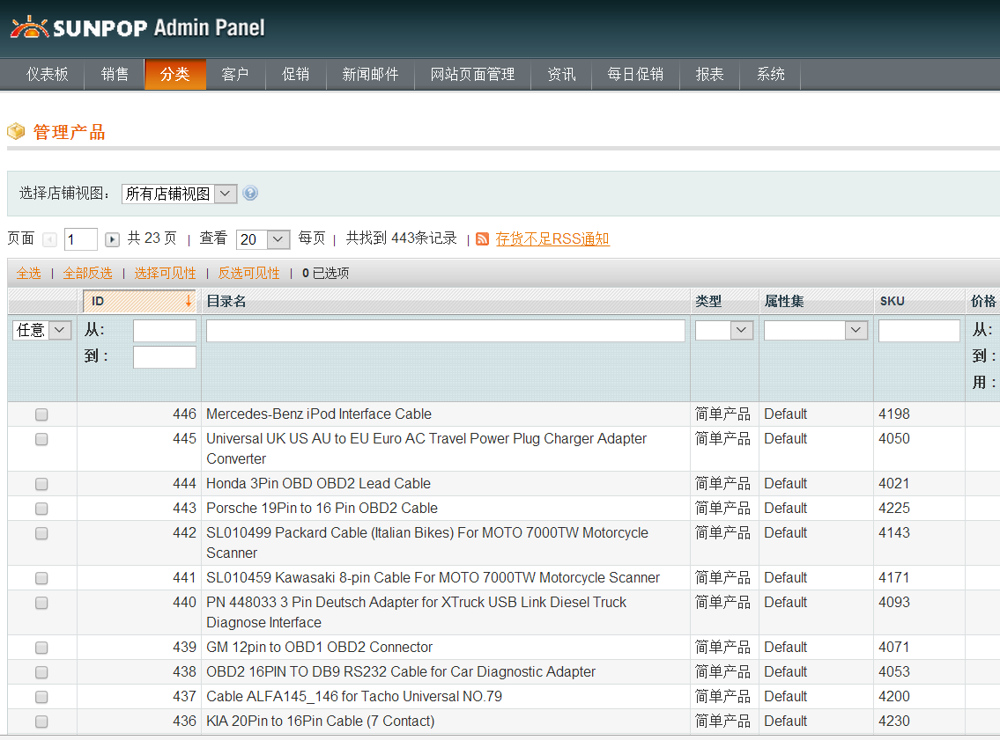 SUNPOP Admin Panel
仪表板 销售 分类 客户 促销 新闻邮件 网站页面管理 资讯 每日促销 报表 系统
管理产品
选择店铺视图： 所有店铺视图 ?
页面 1 共 23 页 | 查看 20 每页 | 共找到 443条记录 | 存货不足RSS通知
全选 | 全部反选 | 选择可见性 | 反选可见性 | 0 已选项
ID ↓ 目录名 类型 属性集 SKU 价格
任意 从: 从:
到： 到：
用：
446 Mercedes-Benz iPod Interface Cable 简单产品 Default 4198
445 Universal UK US AU to EU Euro AC Travel Power Plug Charger Adapter 简单产品 Default 4050
Converter
444 Honda 3Pin OBD OBD2 Lead Cable 简单产品 Default 4021
443 Porsche 19Pin to 16 Pin OBD2 Cable 简单产品 Default 4225
442 SL010499 Packard Cable (Italian Bikes) For MOTO 7000TW Motorcycle 简单产品 Default 4143
Scanner
441 SL010459 Kawasaki 8-pin Cable For MOTO 7000TW Motorcycle Scanner 简单产品 Default 4171
440 PN 448033 3 Pin Deutsch Adapter for XTruck USB Link Diesel Truck 简单产品 Default 4093
Diagnose Interface
439 GM 12pin to OBD1 OBD2 Connector 简单产品 Default 4071
438 OBD2 16PIN TO DB9 RS232 Cable for Car Diagnostic Adapter 简单产品 Default 4053
437 Cable ALFA145_146 for Tacho Universal NO.79 简单产品 Default 4200
436 KIA 20Pin to 16Pin Cable (7 Contact) 简单产品 Default 4230